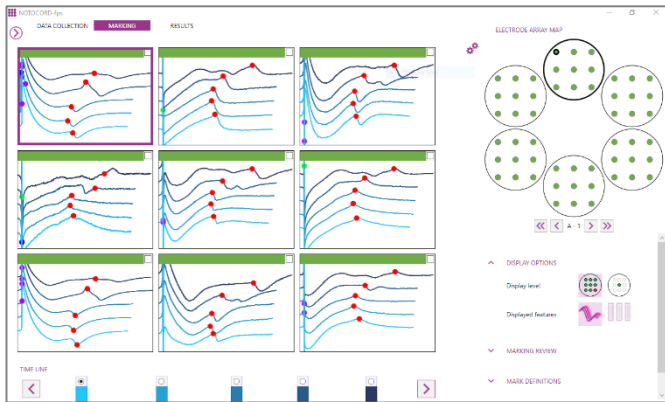 NOTOCORD-fps
DATA COLLECTION MARKING RESULTS
ELECTRODE ARRAY MAP
A - 1
DISPLAY OPTIONS
Display level
Displayed features
MARKING REVIEW
MARK DEFINITIONS
TIME LINE